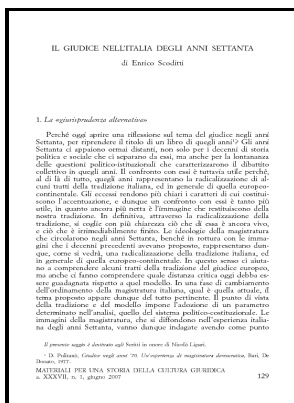 IL GIUDICE NELL'ITALIA DEGLI ANNI SETTANTA
di Enrico Scoditti
1. La «giurisprudenza alternativa»
Perché oggi aprire una riflessione sul tema del giudice negli anni
Settanta, per riprendere il titolo di un libro di quegli anni¹? Gli anni
Settanta ci appaiono ormai distanti, non solo per i decenni di storia
politica e sociale che ci separano da essi, ma anche per la lontananza
delle questioni politico-istituzionali che caratterizzarono il dibattito
collettivo in quegli anni. Il confronto con essi è tuttavia utile perché,
al di là di tutto, quegli anni rappresentano la radicalizzazione di al-
cuni tratti della tradizione italiana, ed in generale di quella europeo-
continentale. Gli eccessi rendono più chiari i caratteri di cui costitui-
scono l'accentuazione, e dunque un confronto con essi è tanto più
utile, in quanto ancora più netta è l'immagine che restituiscono della
nostra tradizione. In definitiva, attraverso la radicalizzazione della
tradizione, si coglie con più chiarezza ciò che di essa è ancora vivo,
e ciò che è irrimediabilmente finito. Le ideologie della magistratura
che circolarono negli anni Settanta, benché in rottura con le imma-
gini che i decenni precedenti avevano proposto, rappresentano dun-
que, come si vedrà, una radicalizzazione della tradizione italiana, ed
in generale di quella europeo-continentale. In questo senso ci aiuta-
no a comprendere alcuni tratti della tradizione del giudice europeo,
ma anche ci fanno comprendere quale distanza critica oggi debba es-
sere guadagnata rispetto a quel modello. In una fase di cambiamento
dell'ordinamento della magistratura italiana, qual è quella attuale, il
tema proposto appare dunque del tutto pertinente. Il punto di vista
della tradizione e del modello impone l'adozione di un parametro
determinato nell'analisi, quello del sistema politico-costituzionale. Le
immagini della magistratura, che si diffondono nell'esperienza italia-
na degli anni Settanta, vanno dunque indagate avendo come punto
Il presente saggio è destinato agli Scritti in onore di Nicolò Lipari.
¹ D. Pulitanò, Giudice negli anni '70. Un'esperienza di magistratura democratica, Bari, De
Donato, 1977.
MATERIALI PER UNA STORIA DELLA CULTURA GIURIDICA
a. XXXVII, n. 1, giugno 2007
129